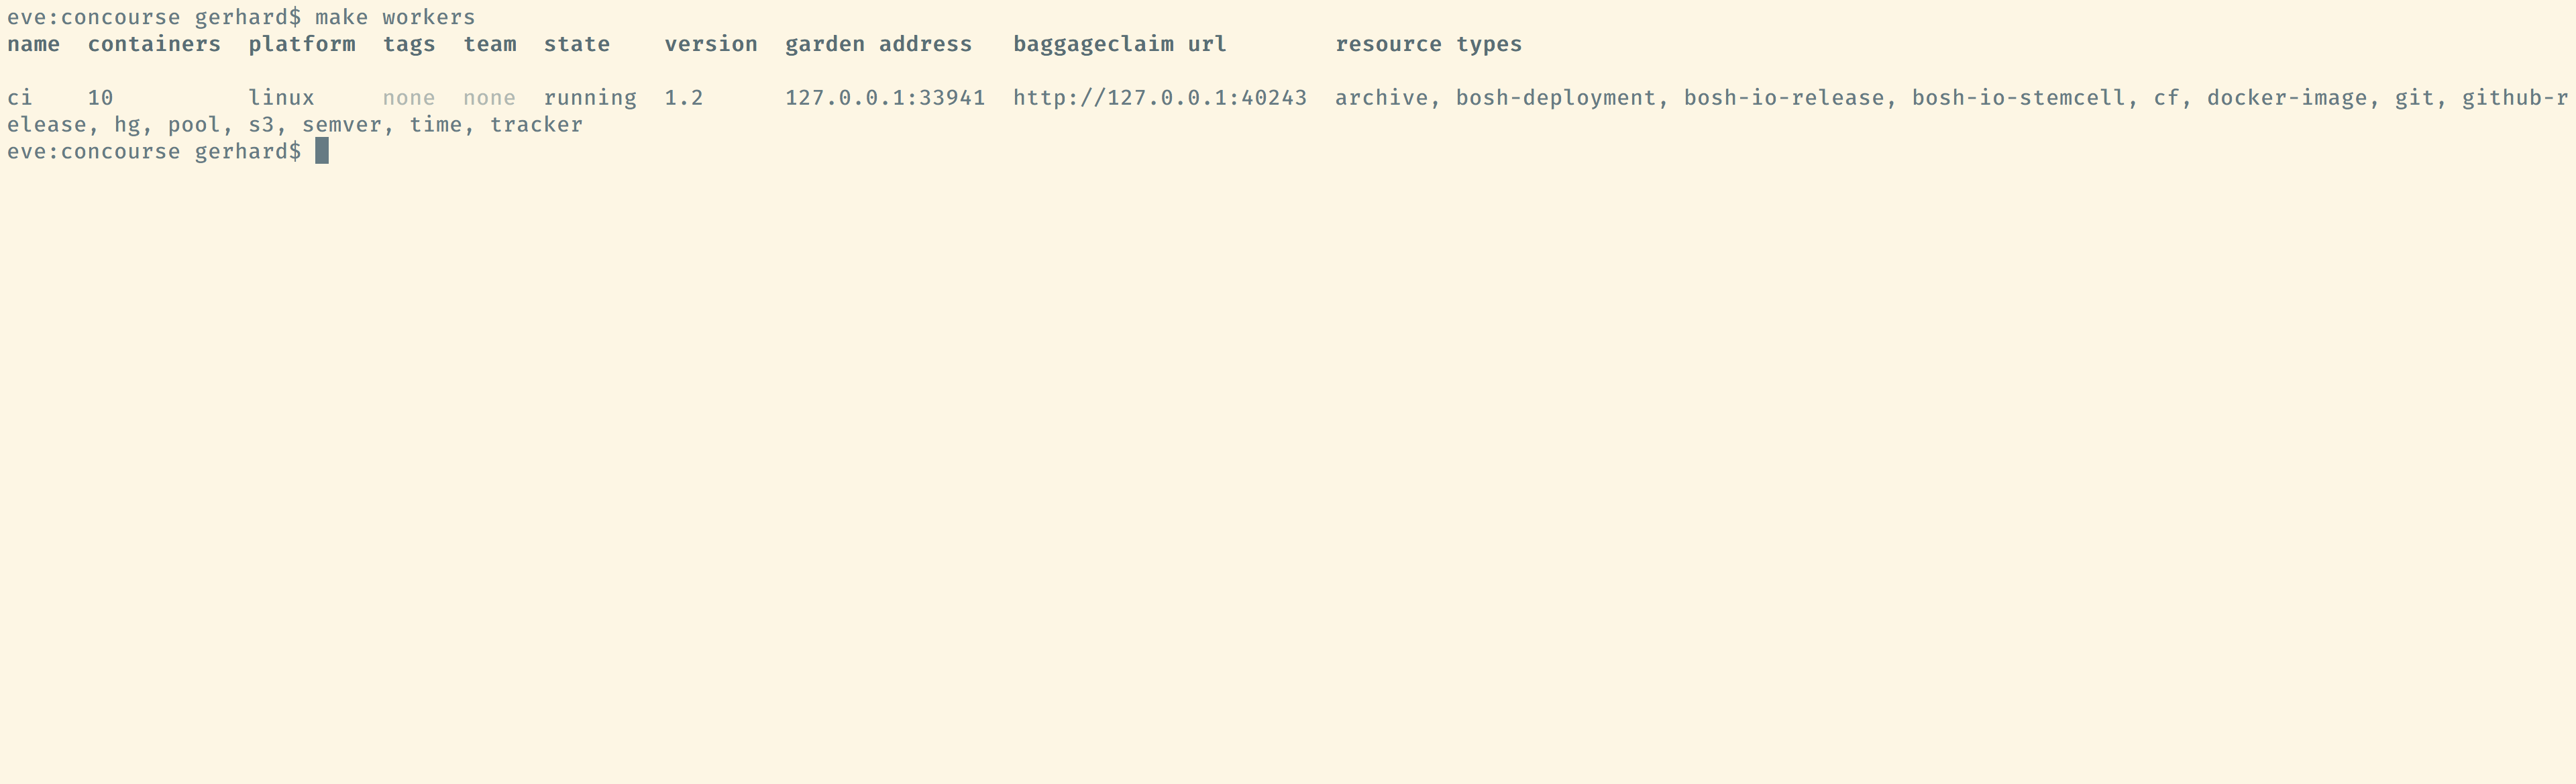 eve:concourse gerhard$ make workers
name  containers  platform  tags  team  state    version  garden address   baggageclaim url        resource types
ci    10          linux     none  none  running  1.2      127.0.0.1:33941  http://127.0.0.1:40243  archive, bosh-deployment, bosh-io-release, bosh-io-stemcell, cf, docker-image, git, github-r
elease, hg, pool, s3, semver, time, tracker
eve:concourse gerhard$